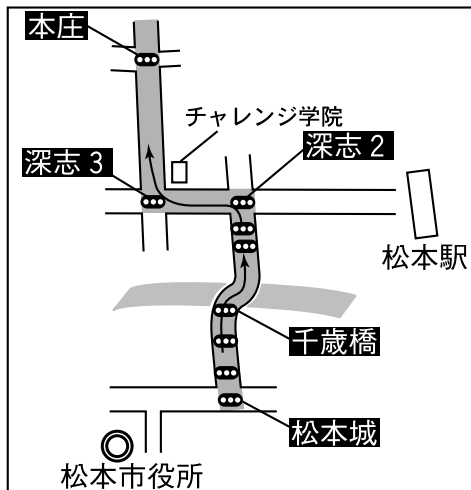 本庄
チャレンジ学院
深志2
深志3
松本駅
千歳橋
松本城
松本市役所